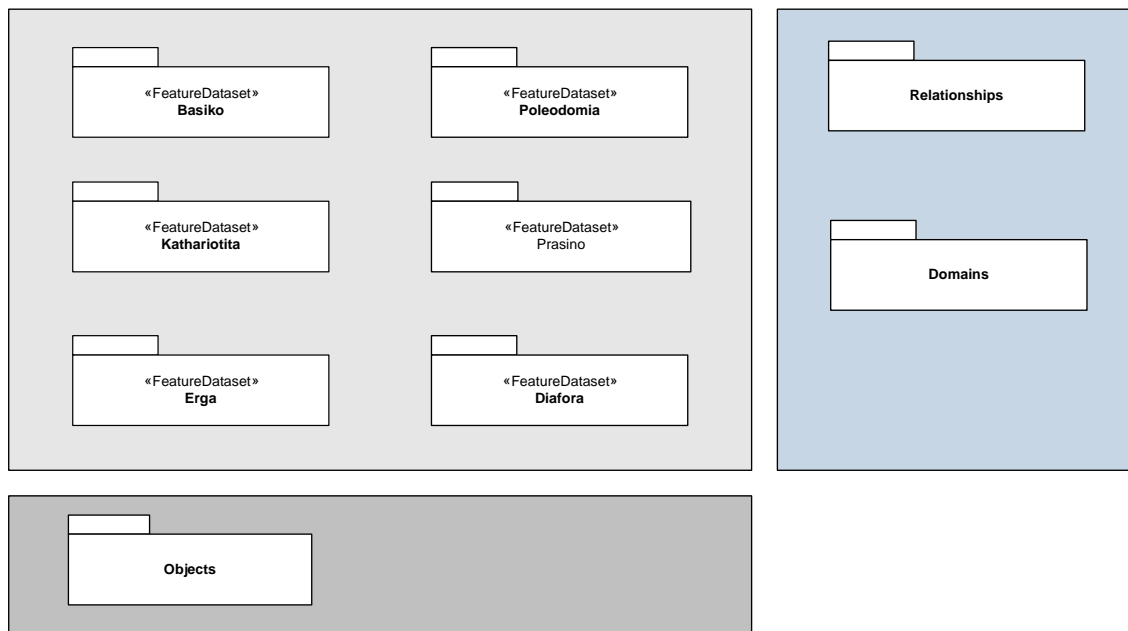 «FeatureDataset»
Basiko
«FeatureDataset»
Poleodomia
«FeatureDataset»
Kathariotita
«FeatureDataset»
Prasino
«FeatureDataset»
Erga
«FeatureDataset»
Diafora
Relationships
Domains
Objects